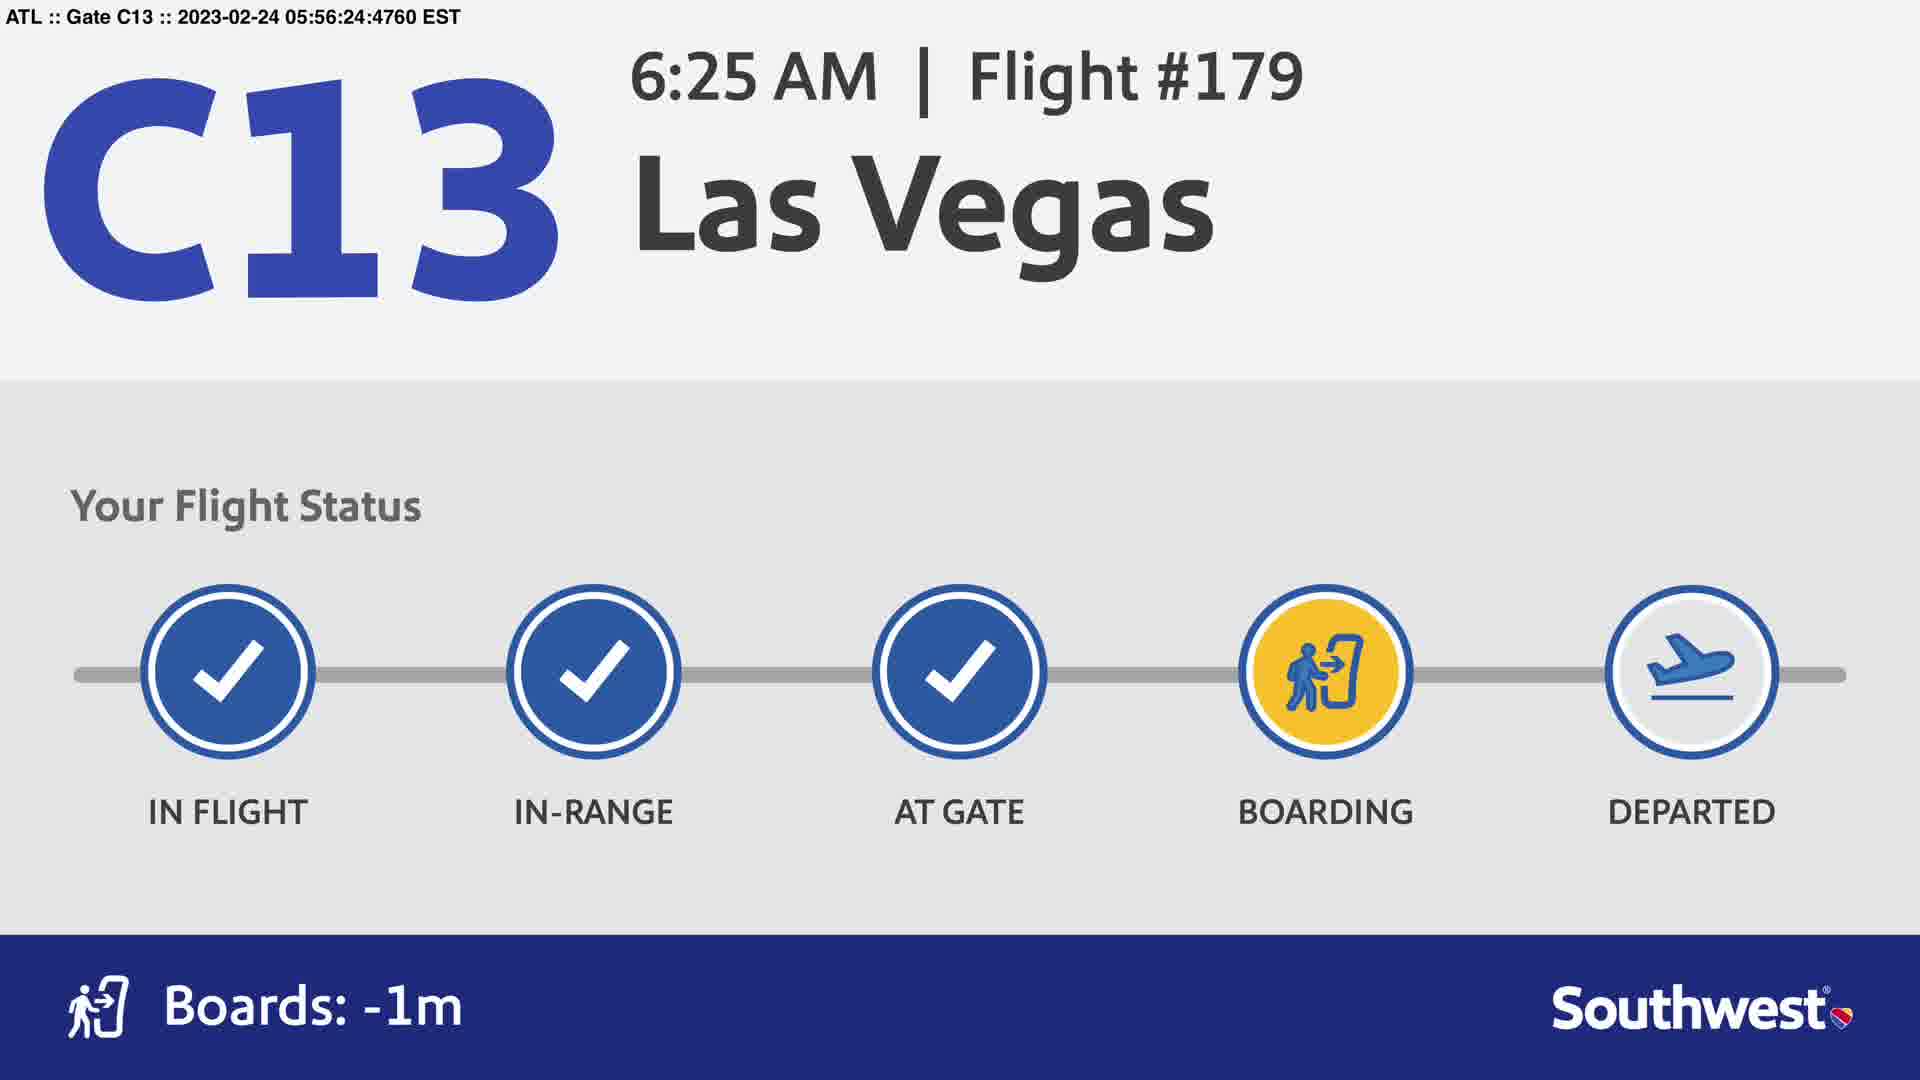 ATL :: Gate C13 :: 2023-02-24 05:56:24:4760 EST
C13
6:25 AM | Flight #179
Las Vegas
Your Flight Status
IN FLIGHT
IN-RANGE
AT GATE
BOARDING
DEPARTED
Boards: -1m
Southwest®